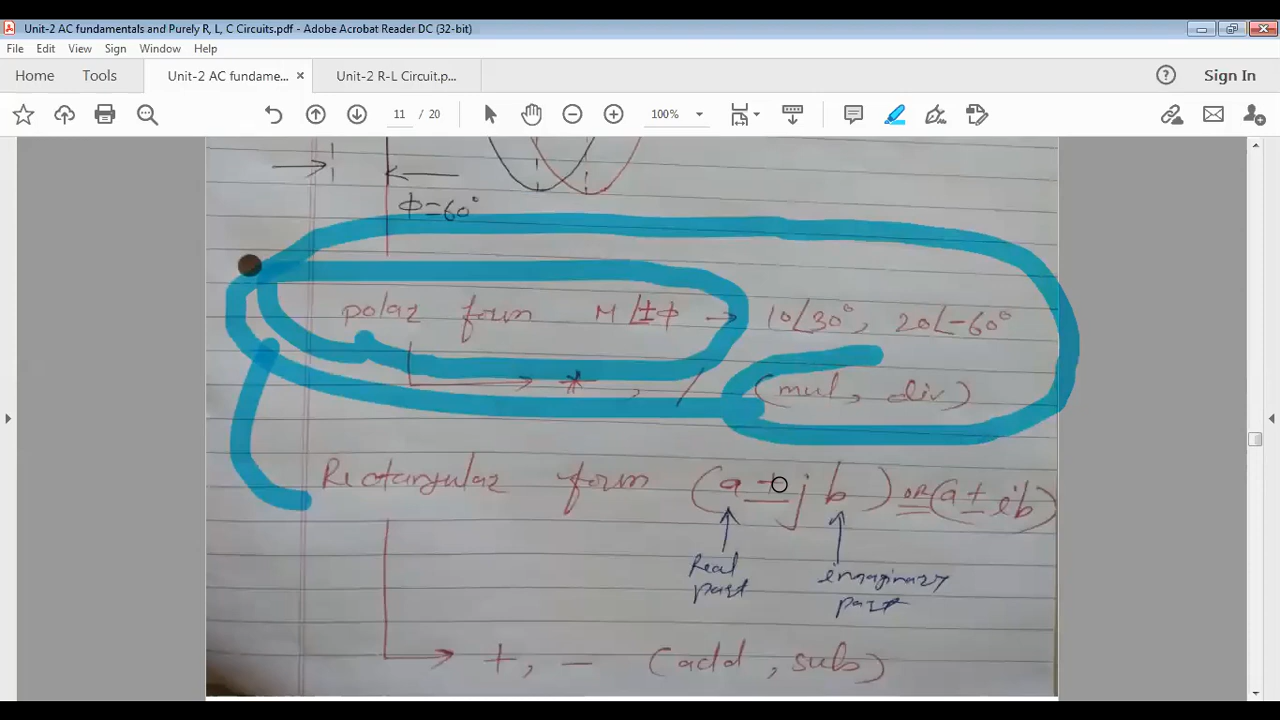 Unit-2 AC fundamentals and Purely R, L, C Circuits.pdf - Adobe Acrobat Reader DC (32-bit)
File Edit View Sign Window Help
Home Tools Unit-2 AC fundame... × Unit-2 R-L Circuit.p... Sign In
11 / 20 100%
Φ=60°
polar form M∠±Φ → 10∠30°, 20∠-60°
* , / (mul, div)
Rectangular form (a ± j b) OR (a ± ib)
Real part
imaginary part
+, - (add, sub)